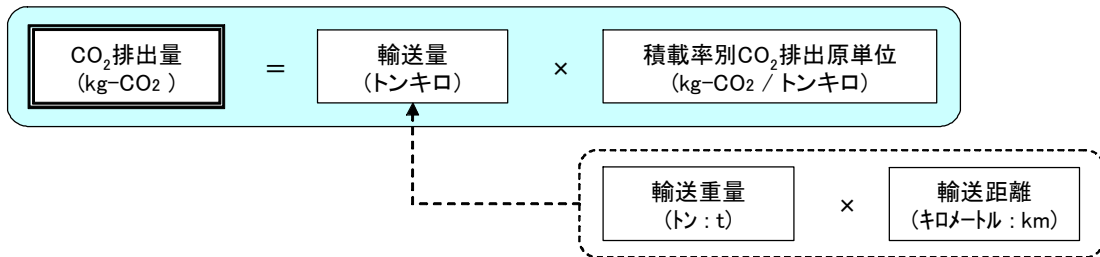 CO₂排出量
(kg-CO2 )
＝
輸送量
(トンキロ)
×
積載率別CO₂排出原単位
(kg-CO2 / トンキロ)
輸送重量
(トン : t)
×
輸送距離
(キロメートル : km)